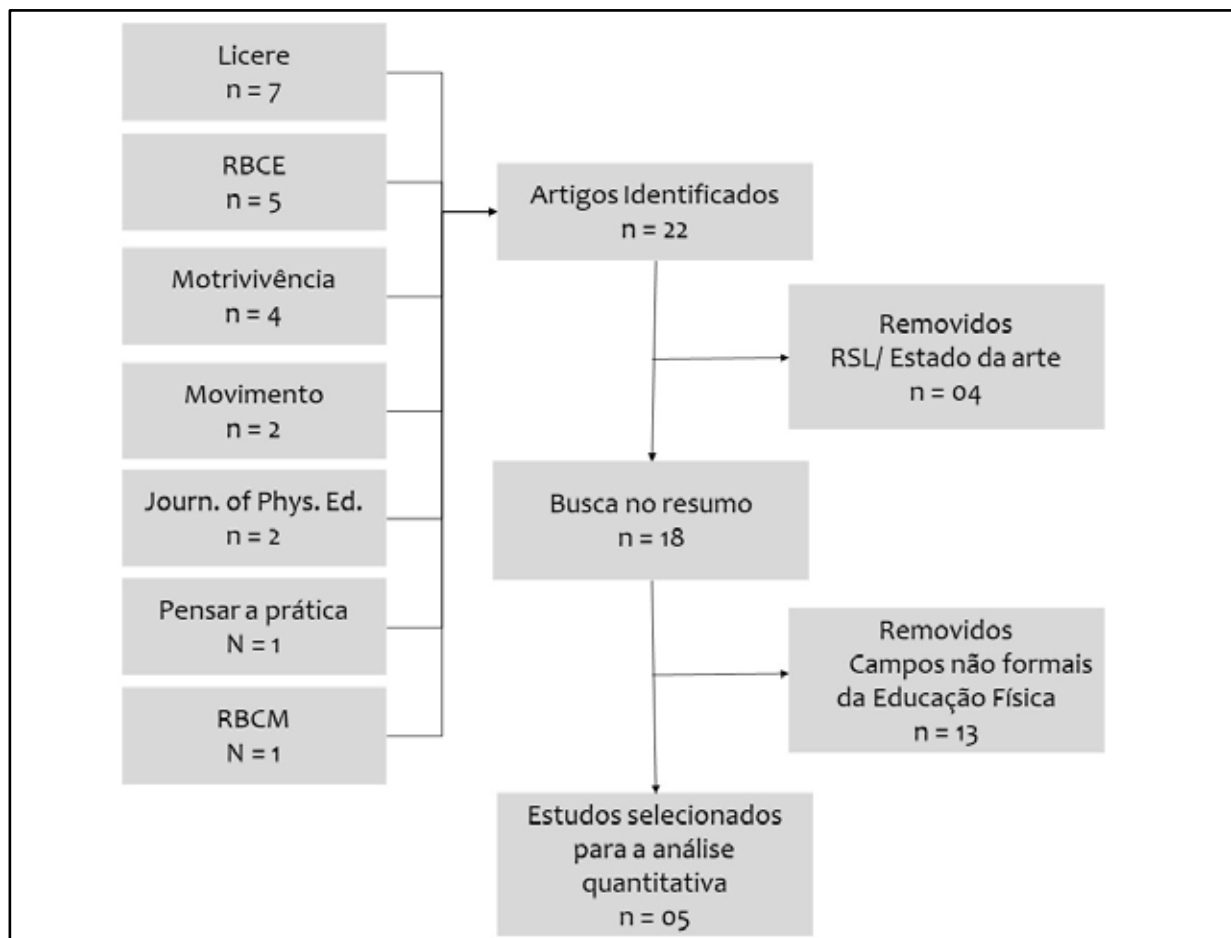 Licere
n = 7
RBCE
n = 5
Motrivivência
n = 4
Movimento
n = 2
Journ. of Phys. Ed.
n = 2
Pensar a prática
N = 1
RBCM
N = 1
Artigos Identificados
n = 22
Removidos
RSL/ Estado da arte
n = 04
Busca no resumo
n = 18
Removidos
Campos não formais
da Educação Física
n = 13
Estudos selecionados
para a análise
quantitativa
n = 05